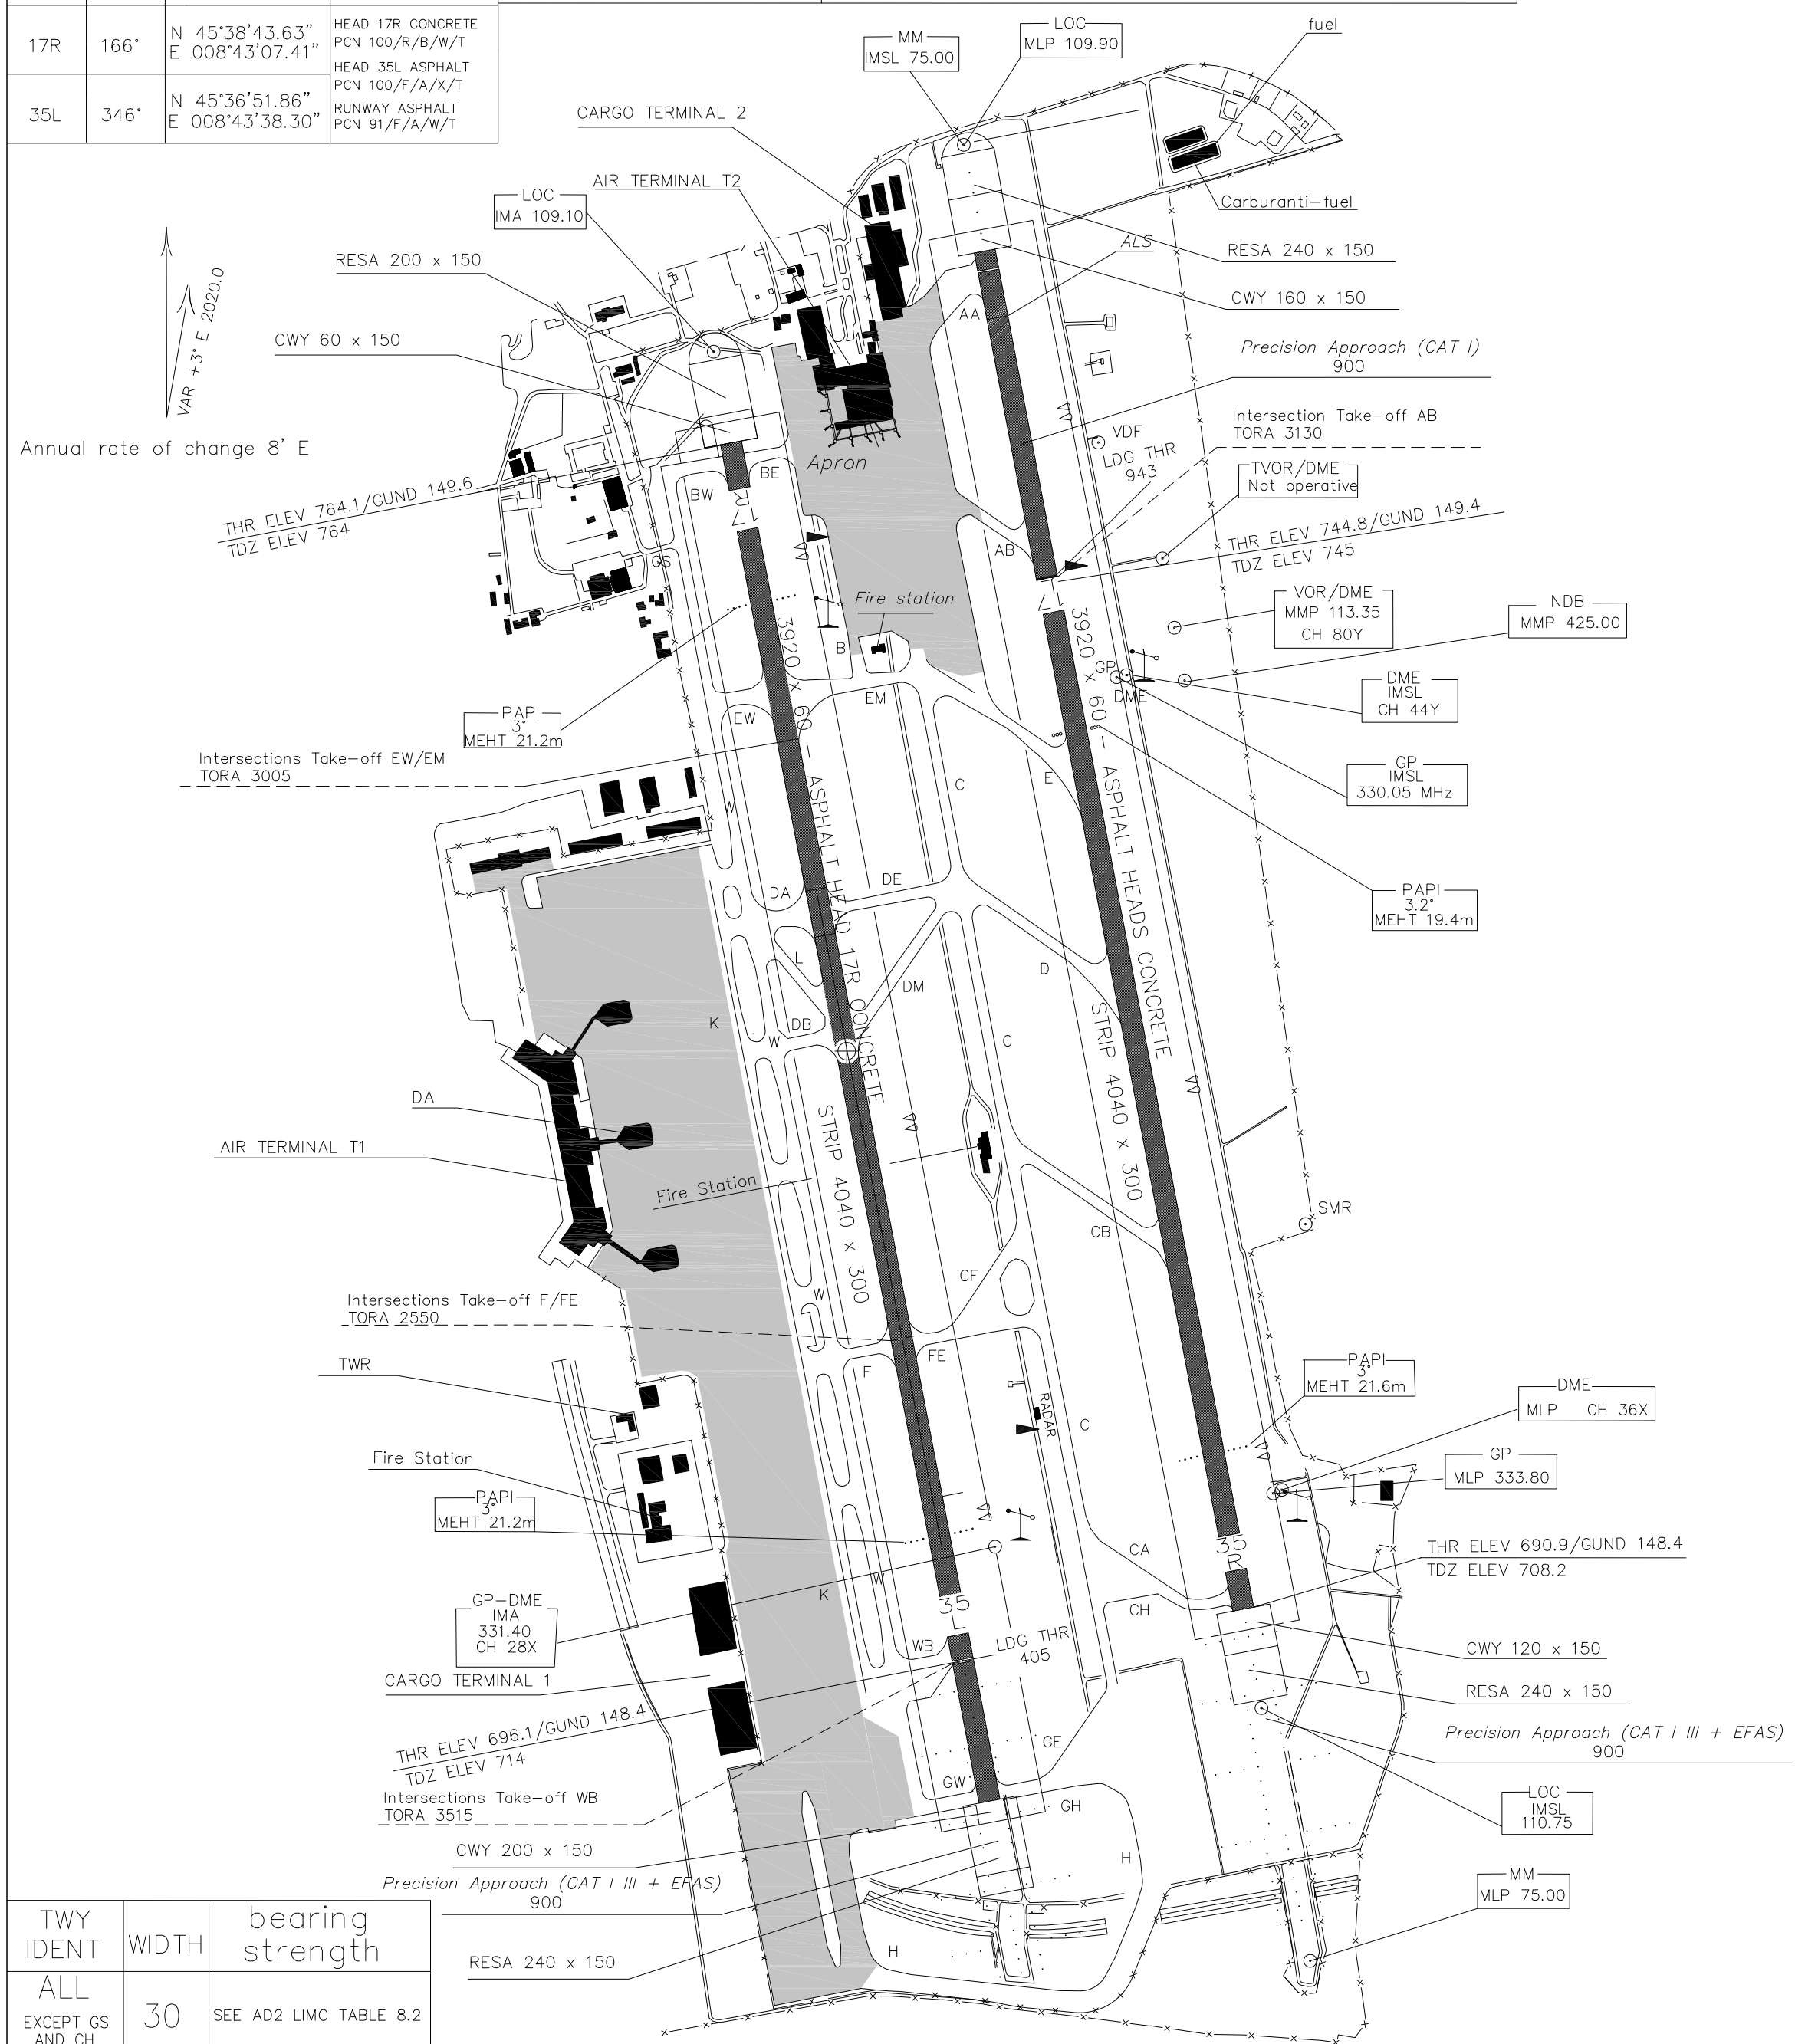 17R
166°
N 45°38'43.63"
E 008°43'07.41"
HEAD 17R CONCRETE
PCN 100/R/B/W/T
HEAD 35L ASPHALT
PCN 100/F/A/X/T
RUNWAY ASPHALT
PCN 91/F/A/W/T
35L
346°
N 45°36'51.86"
E 008°43'38.30"
VAR +3° E 2020.0
Annual rate of change 8' E
MM
IMSL 75.00
LOC
MLP 109.90
fuel
CARGO TERMINAL 2
AIR TERMINAL T2
LOC
IMA 109.10
Carburanti-fuel
RESA 200 x 150
ALS
RESA 240 x 150
CWY 60 x 150
CWY 160 x 150
AA
Precision Approach (CAT I)
900
Intersection Take-off AB
TORA 3130
VDF
LDG THR
943
TVOR/DME
Not operative
Apron
BE
BW
THR ELEV 764.1/GUND 149.6
TDZ ELEV 764
17
R
THR ELEV 744.8/GUND 149.4
TDZ ELEV 745
AB
GS
17
L
Fire station
VOR/DME
MMP 113.35
CH 80Y
NDB
MMP 425.00
B
GP
DME
DME
IMSL
CH 44Y
3920 x 60 - ASPHALT HEAD 17R CONCRETE
3920 x 60 - ASPHALT HEADS CONCRETE
EM
EW
PAPI
3°
MEHT 21.2m
Intersections Take-off EW/EM
TORA 3005
GP
IMSL
330.05 MHz
E
C
W
PAPI
3.2°
MEHT 19.4m
DA
DE
L
D
DM
DB
K
W
C
STRIP 4040 x 300
STRIP 4040 x 300
DA
AIR TERMINAL T1
Fire Station
SMR
CB
CF
W
Intersections Take-off F/FE
TORA 2550
F
FE
TWR
RADAR
C
PAPI
3°
MEHT 21.6m
DME
MLP CH 36X
GP
MLP 333.80
Fire Station
PAPI
3°
MEHT 21.2m
35
R
CA
THR ELEV 690.9/GUND 148.4
TDZ ELEV 708.2
K
W
35
L
CH
GP-DME
IMA
331.40
CH 28X
WB
LDG THR
405
CWY 120 x 150
CARGO TERMINAL 1
RESA 240 x 150
THR ELEV 696.1/GUND 148.4
TDZ ELEV 714
GE
Precision Approach (CAT I III + EFAS)
900
GW
Intersections Take-off WB
TORA 3515
GH
LOC
IMSL
110.75
CWY 200 x 150
H
Precision Approach (CAT I III + EFAS)
900
MM
MLP 75.00
H
RESA 240 x 150
TWY
IDENT
WIDTH
bearing
strength
ALL
EXCEPT GS
AND CH
30
SEE AD2 LIMC TABLE 8.2